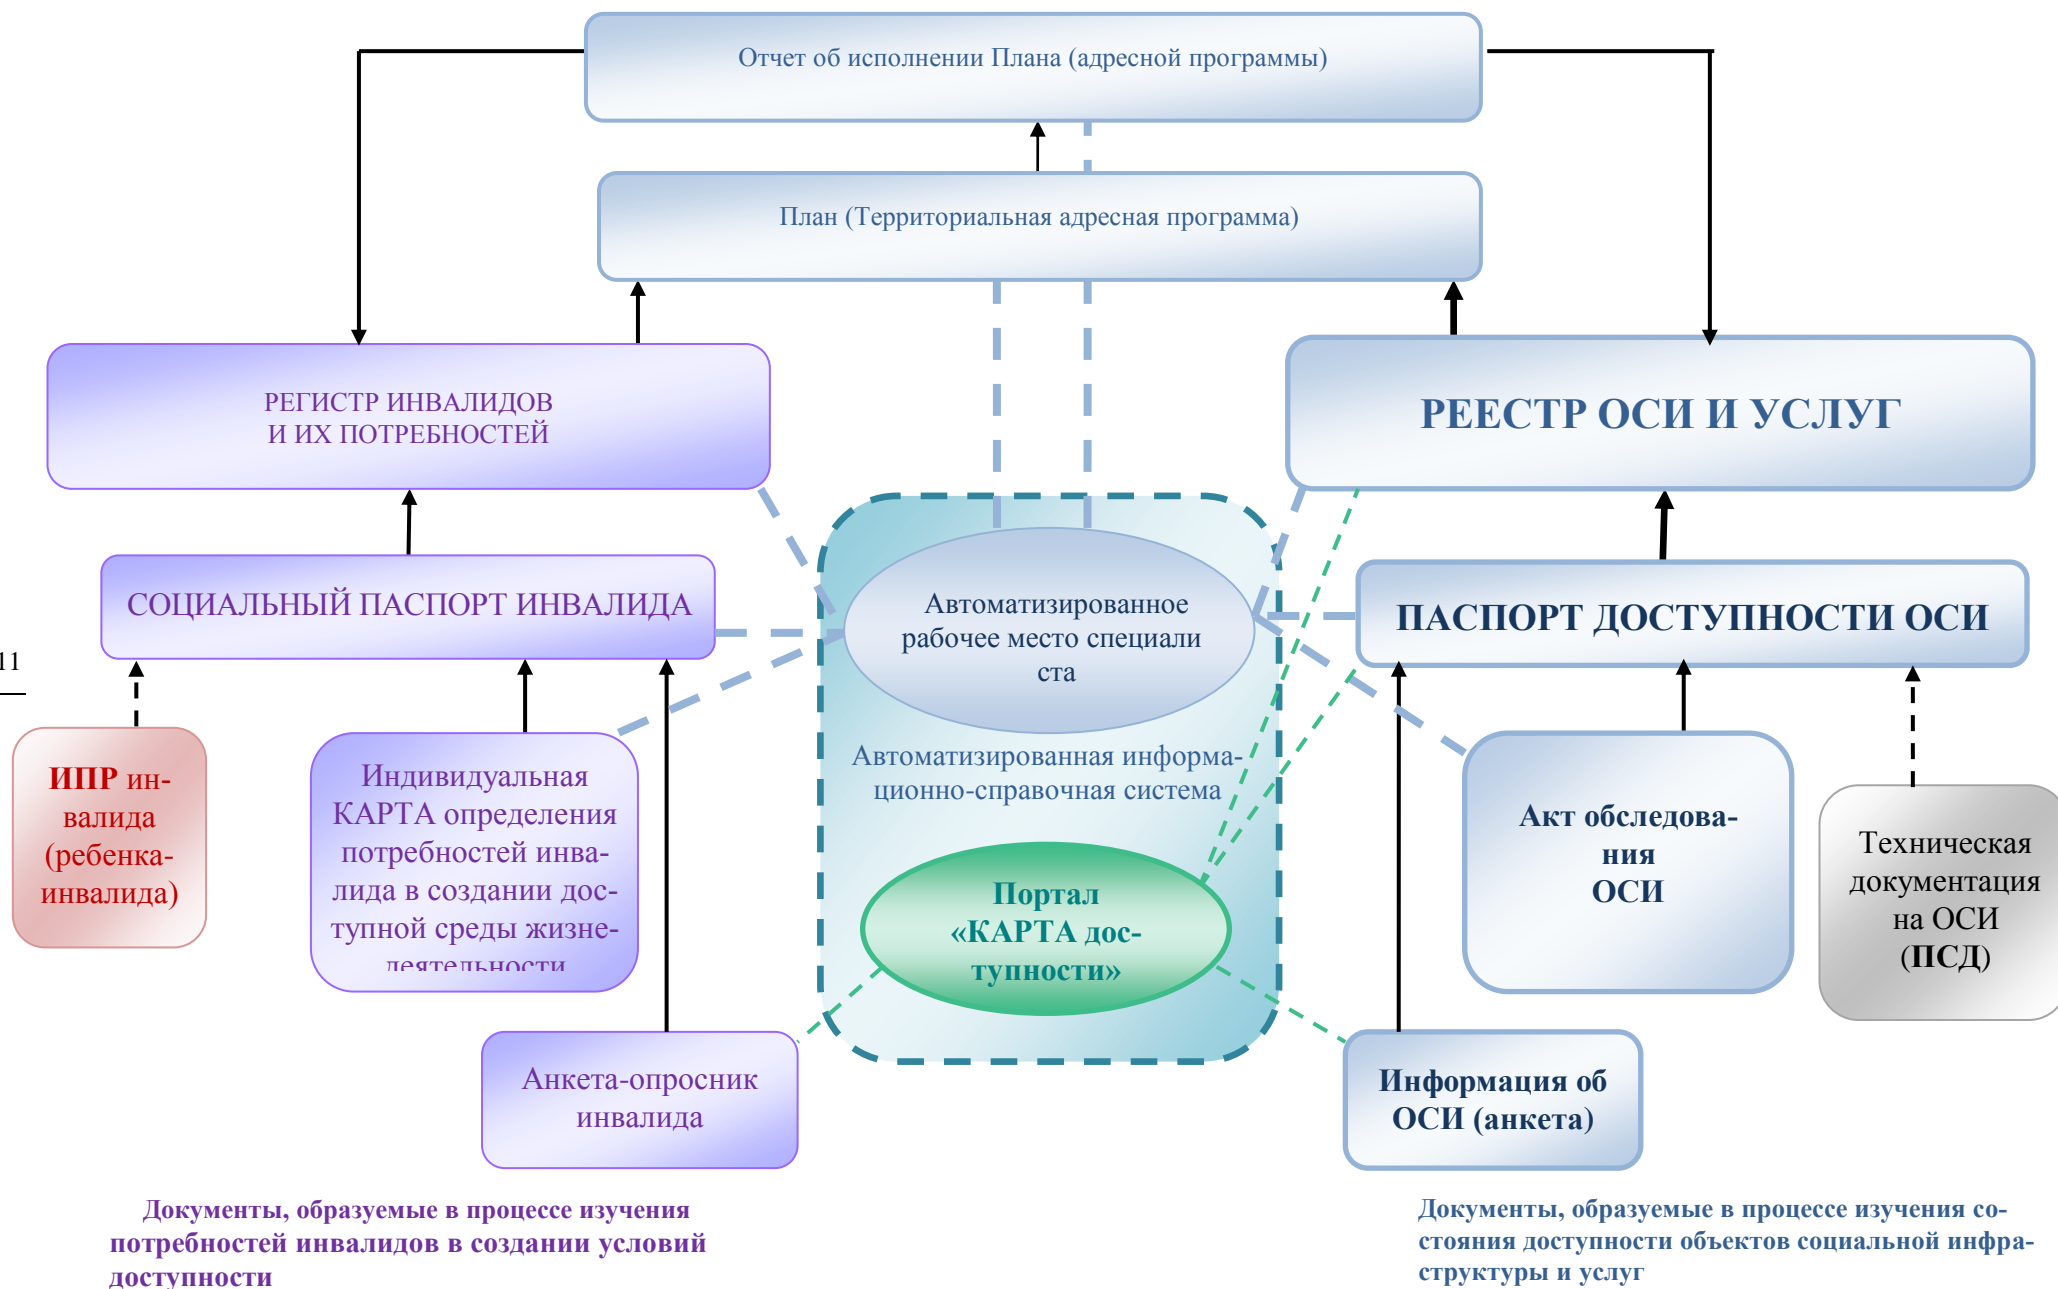 Отчет об исполнении Плана (адресной программы)
План (Территориальная адресная программа)
РЕГИСТР ИНВАЛИДОВ
И ИХ ПОТРЕБНОСТЕЙ
РЕЕСТР ОСИ И УСЛУГ
СОЦИАЛЬНЫЙ ПАСПОРТ ИНВАЛИДА
Автоматизированное
рабочее место специали
ста
ПАСПОРТ ДОСТУПНОСТИ ОСИ
11
Автоматизированная информа-
ционно-справочная система
ИПР ин-
валида
(ребенка-
инвалида)
Индивидуальная
КАРТА определения
потребностей инва-
лида в создании дос-
тупной среды жизне-
деятельности
Портал
«КАРТА дос-
тупности»
Акт обследова-
ния
ОСИ
Техническая
документация
на ОСИ
(ПСД)
Анкета-опросник
инвалида
Информация об
ОСИ (анкета)
Документы, образуемые в процессе изучения
потребностей инвалидов в создании условий
доступности
Документы, образуемые в процессе изучения со-
стояния доступности объектов социальной инфра-
структуры и услуг